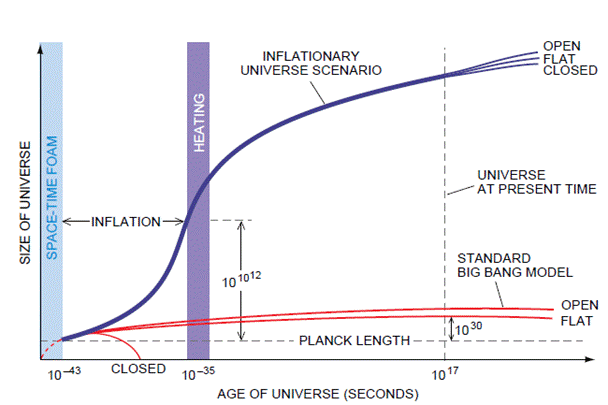 OPEN
FLAT
CLOSED
INFLATIONARY
UNIVERSE SCENARIO
HEATING
SPACE-TIME FOAM
SIZE OF UNIVERSE
INFLATION
UNIVERSE
AT PRESENT TIME
10^10^12
STANDARD
BIG BANG MODEL
OPEN
FLAT
10^30
PLANCK LENGTH
CLOSED
10^−43
10^−35
10^17
AGE OF UNIVERSE (SECONDS)